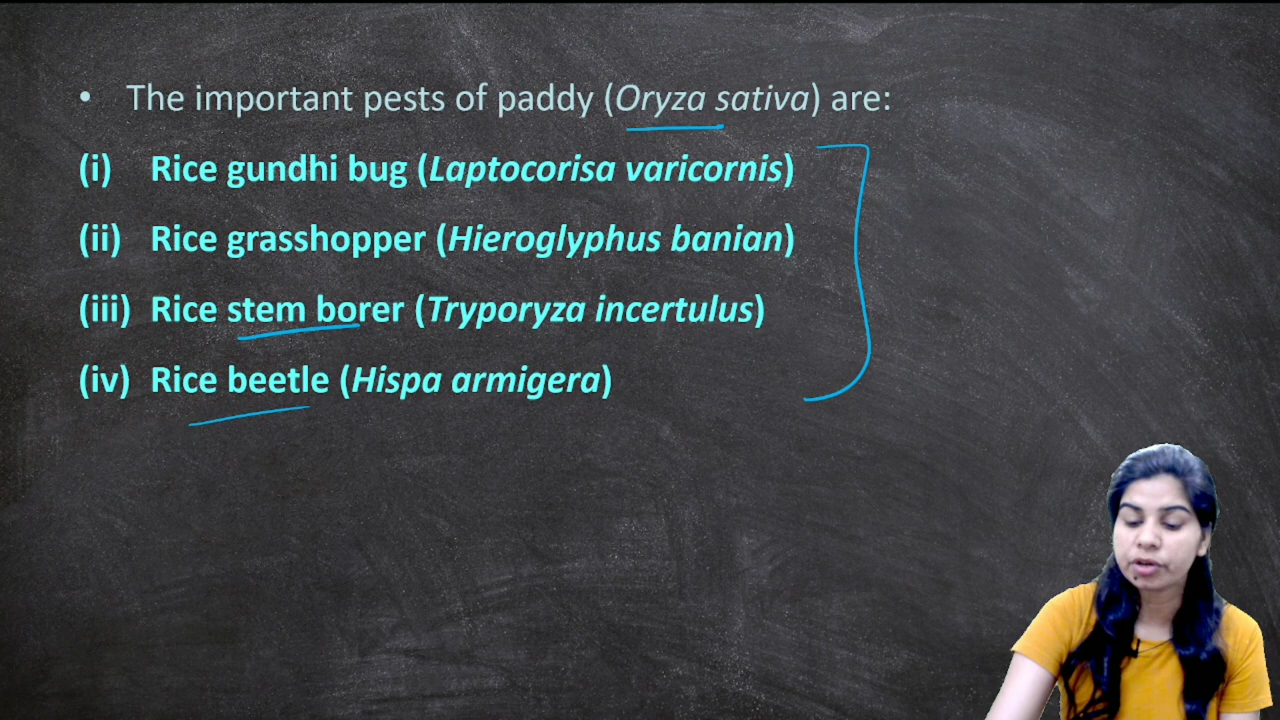 • The important pests of paddy (Oryza sativa) are:
(i) Rice gundhi bug (Laptocorisa varicornis)
(ii) Rice grasshopper (Hieroglyphus banian)
(iii) Rice stem borer (Tryporyza incertulus)
(iv) Rice beetle (Hispa armigera)